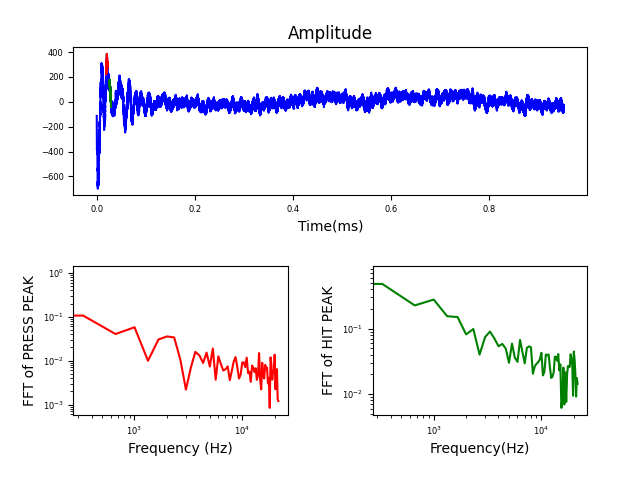 Amplitude
400
200
0
−200
−400
−600
0.0 0.2 0.4 0.6 0.8
Time(ms)
FFT of PRESS PEAK
10⁰
10⁻¹
10⁻²
10⁻³
10³ 10⁴
Frequency (Hz)
FFT of HIT PEAK
10⁻¹
10⁻²
10³ 10⁴
Frequency(Hz)